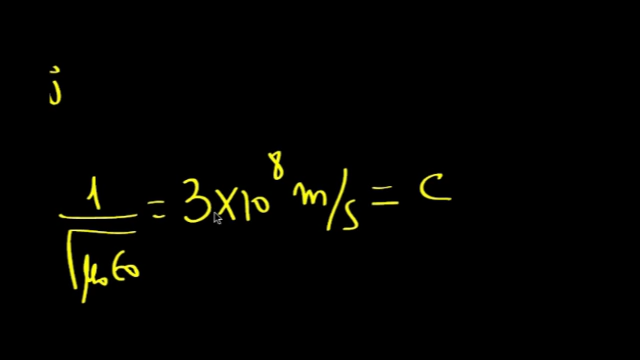 j
1/√μ₀ε₀ = 3×10⁸ m/s = c